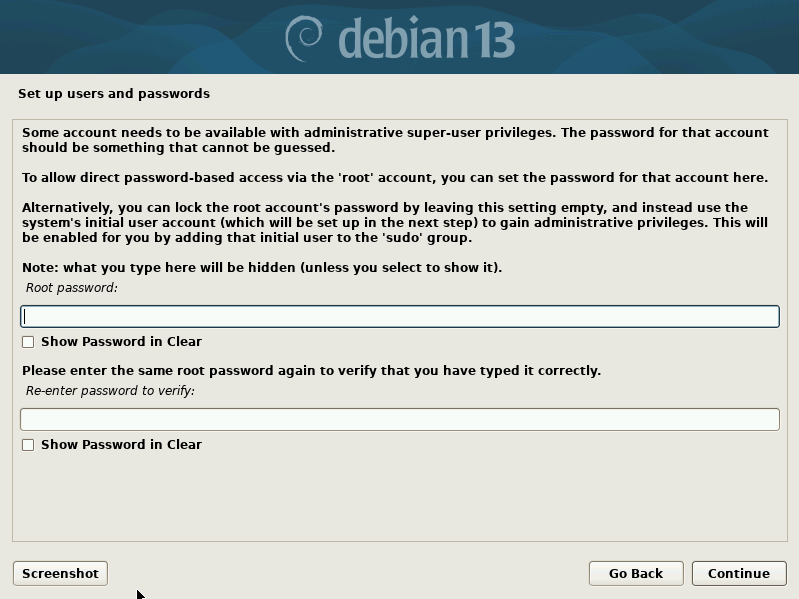 debian 13
Set up users and passwords
Some account needs to be available with administrative super-user privileges. The password for that account
should be something that cannot be guessed.
To allow direct password-based access via the 'root' account, you can set the password for that account here.
Alternatively, you can lock the root account's password by leaving this setting empty, and instead use the
system's initial user account (which will be set up in the next step) to gain administrative privileges. This will
be enabled for you by adding that initial user to the 'sudo' group.
Note: what you type here will be hidden (unless you select to show it).
Root password:
Show Password in Clear
Please enter the same root password again to verify that you have typed it correctly.
Re-enter password to verify:
Show Password in Clear
Screenshot
Go Back
Continue